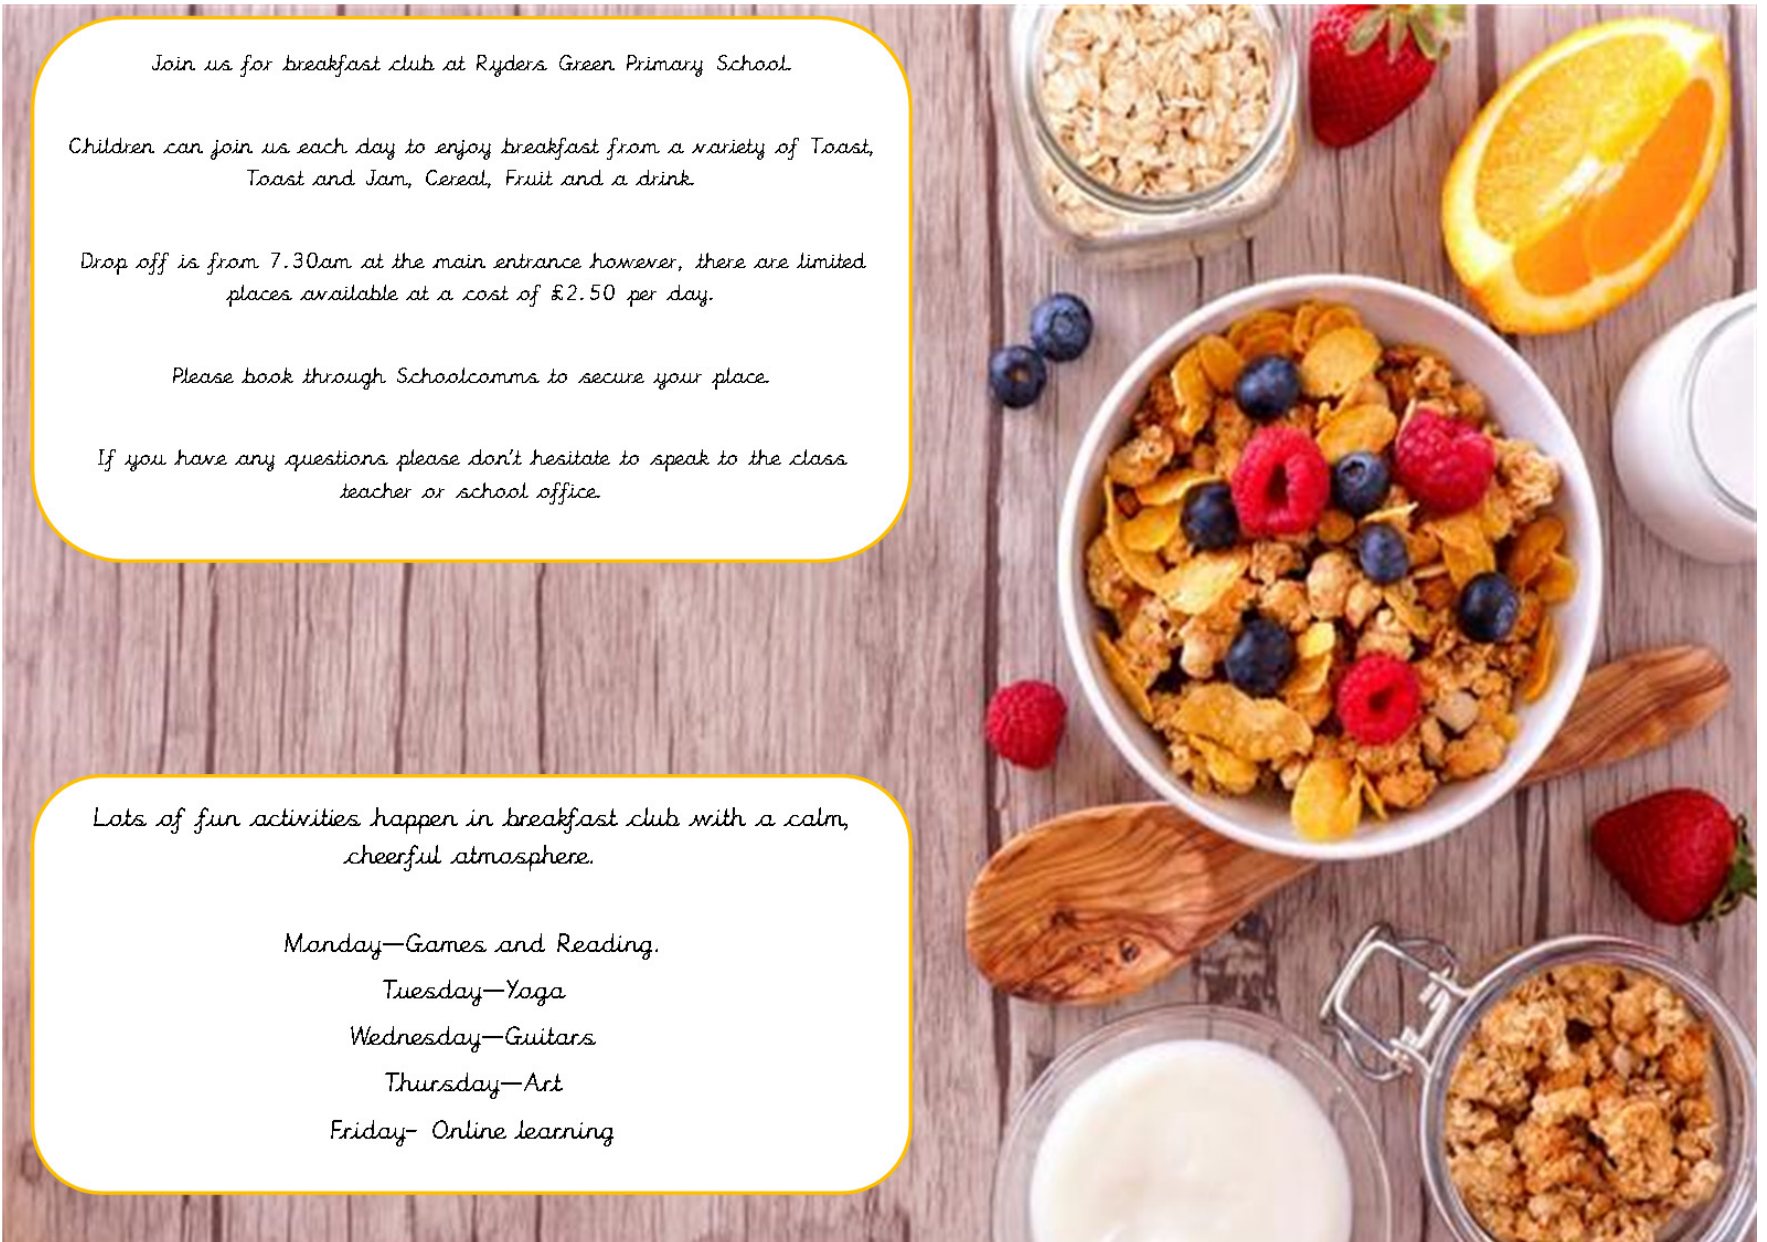 Join us for breakfast club at Ryders Green Primary School.
Children can join us each day to enjoy breakfast from a variety of Toast,
Toast and Jam, Cereal, Fruit and a drink.
Drop off is from 7.30am at the main entrance however, there are limited
places available at a cost of £2.50 per day.
Please book through Schoolcomms to secure your place.
If you have any questions please don't hesitate to speak to the class
teacher or school office.
Lots of fun activities happen in breakfast club with a calm,
cheerful atmosphere.
Monday—Games and Reading.
Tuesday—Yoga
Wednesday—Guitars
Thursday—Art
Friday- Online learning